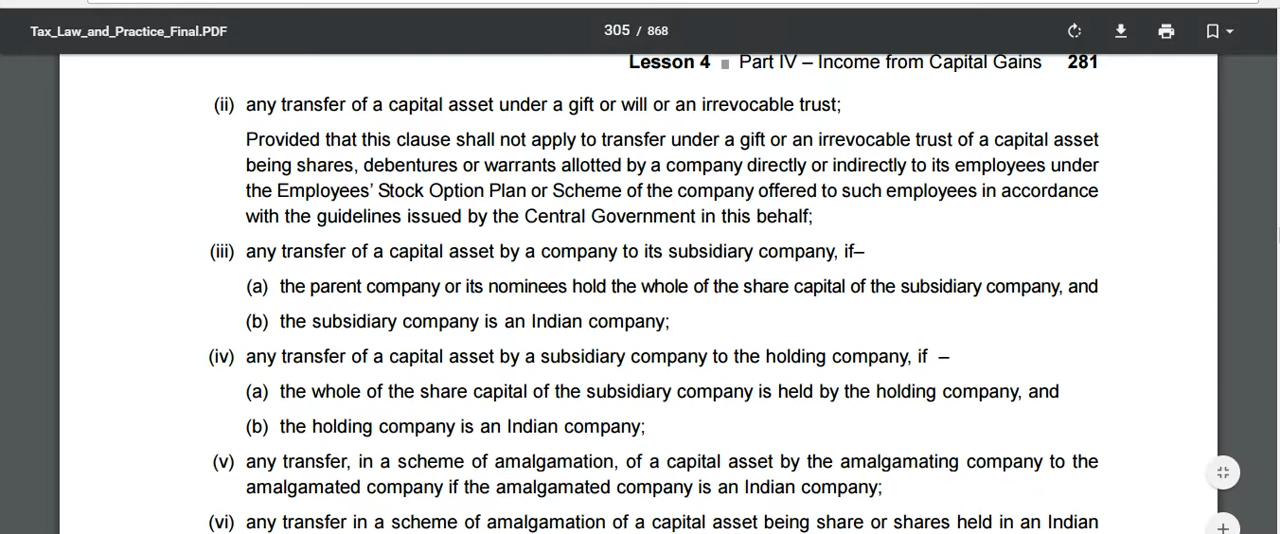 Tax_Law_and_Practice_Final.PDF
305 / 868
Lesson 4 ■ Part IV – Income from Capital Gains 281
(ii) any transfer of a capital asset under a gift or will or an irrevocable trust;
Provided that this clause shall not apply to transfer under a gift or an irrevocable trust of a capital asset
being shares, debentures or warrants allotted by a company directly or indirectly to its employees under
the Employees' Stock Option Plan or Scheme of the company offered to such employees in accordance
with the guidelines issued by the Central Government in this behalf;
(iii) any transfer of a capital asset by a company to its subsidiary company, if–
(a) the parent company or its nominees hold the whole of the share capital of the subsidiary company, and
(b) the subsidiary company is an Indian company;
(iv) any transfer of a capital asset by a subsidiary company to the holding company, if –
(a) the whole of the share capital of the subsidiary company is held by the holding company, and
(b) the holding company is an Indian company;
(v) any transfer, in a scheme of amalgamation, of a capital asset by the amalgamating company to the
amalgamated company if the amalgamated company is an Indian company;
(vi) any transfer in a scheme of amalgamation of a capital asset being share or shares held in an Indian